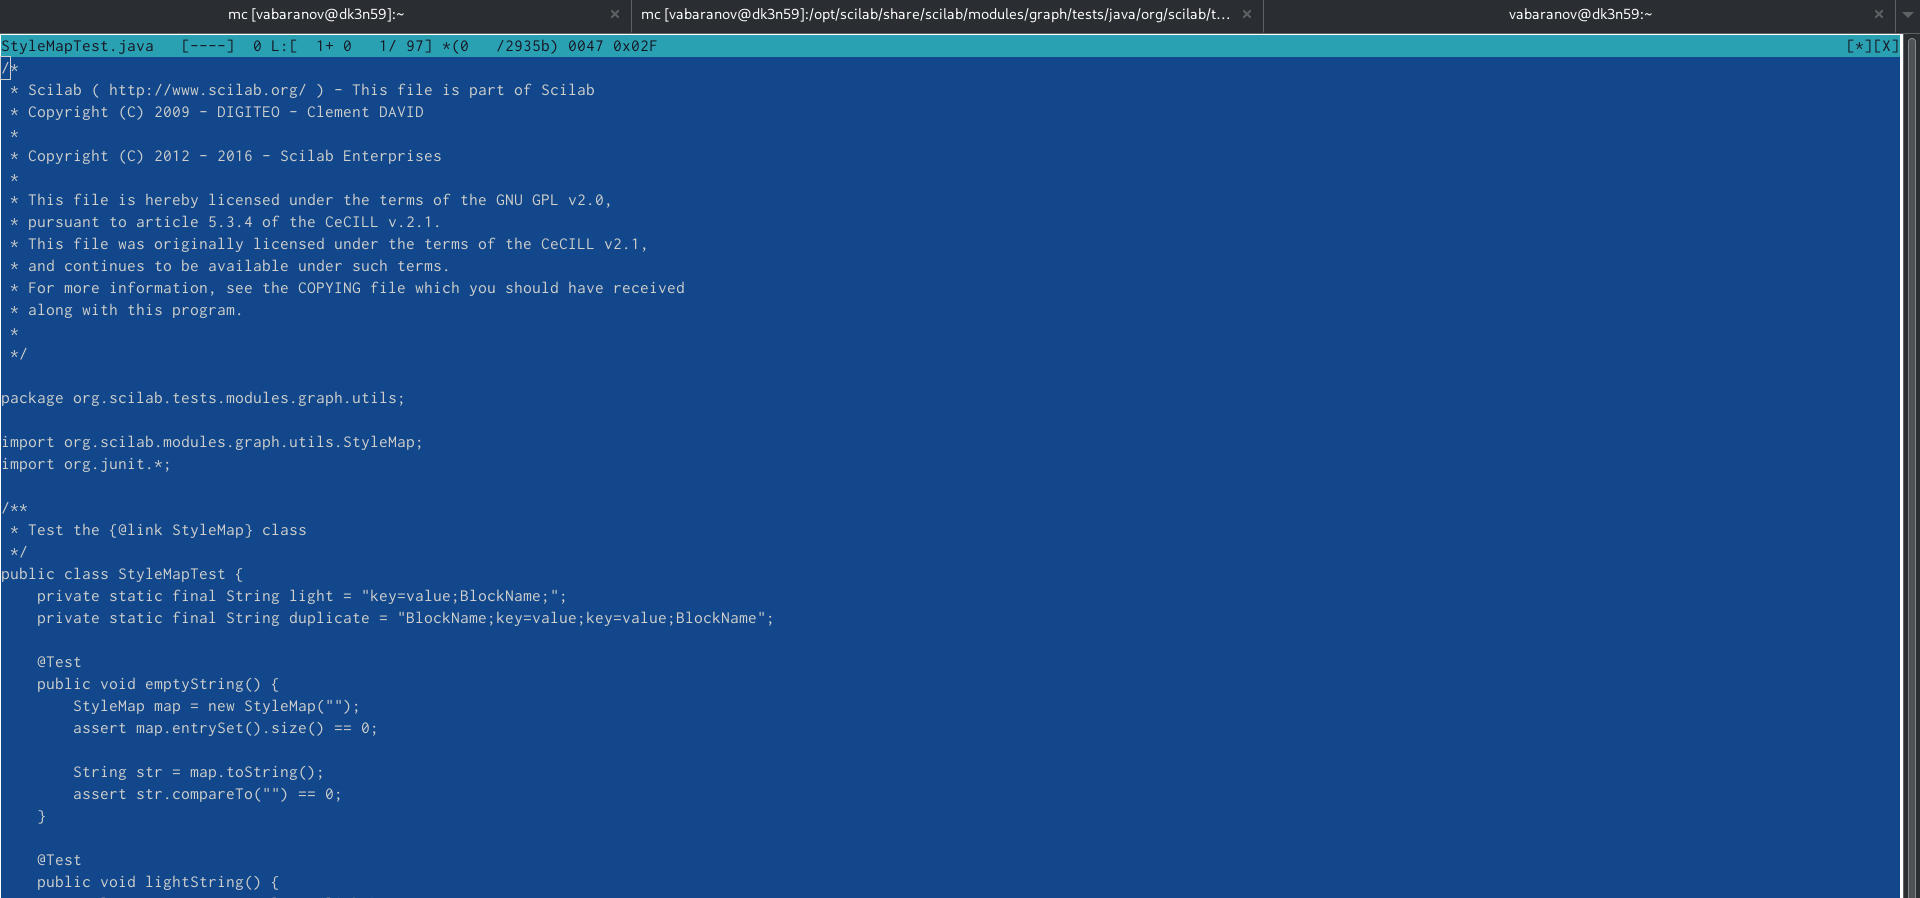 mc [vabaranov@dk3n59]:~ × mc [vabaranov@dk3n59]:/opt/scilab/share/scilab/modules/graph/tests/java/org/scilab/t... × vabaranov@dk3n59:~ ×
StyleMapTest.java   [----]  0 L:[  1+ 0   1/ 97] *(0   /2935b) 0047 0x02F [*][X]
/*
 * Scilab ( http://www.scilab.org/ ) - This file is part of Scilab
 * Copyright (C) 2009 - DIGITEO - Clement DAVID
 *
 * Copyright (C) 2012 - 2016 - Scilab Enterprises
 *
 * This file is hereby licensed under the terms of the GNU GPL v2.0,
 * pursuant to article 5.3.4 of the CeCILL v.2.1.
 * This file was originally licensed under the terms of the CeCILL v2.1,
 * and continues to be available under such terms.
 * For more information, see the COPYING file which you should have received
 * along with this program.
 *
 */

package org.scilab.tests.modules.graph.utils;

import org.scilab.modules.graph.utils.StyleMap;
import org.junit.*;

/**
 * Test the {@link StyleMap} class
 */
public class StyleMapTest {
    private static final String light = "key=value;BlockName;";
    private static final String duplicate = "BlockName;key=value;key=value;BlockName";

    @Test
    public void emptyString() {
        StyleMap map = new StyleMap("");
        assert map.entrySet().size() == 0;

        String str = map.toString();
        assert str.compareTo("") == 0;
    }

    @Test
    public void lightString() {